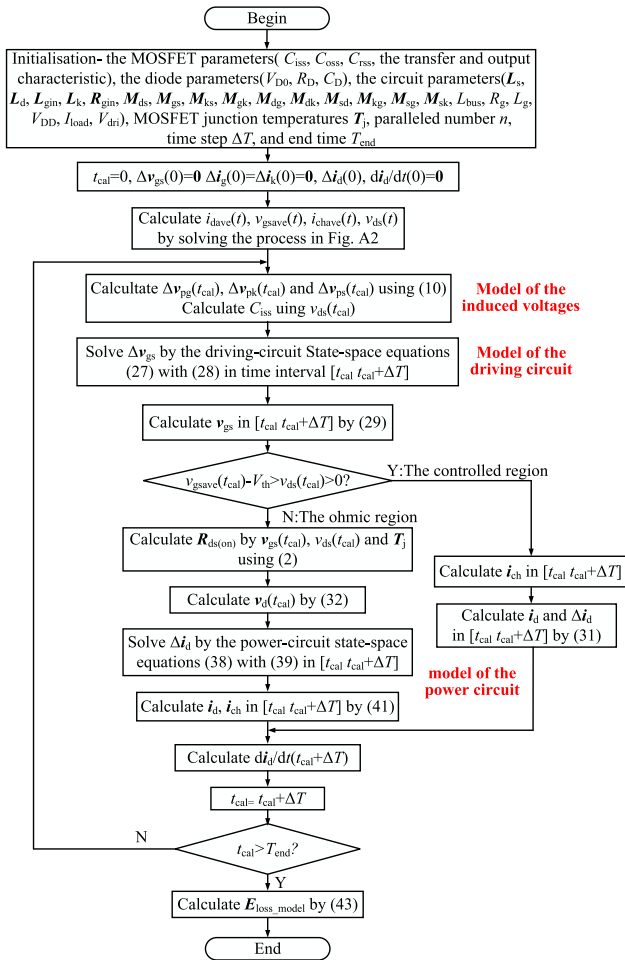 Begin
Initialisation- the MOSFET parameters( Ciss, Coss, Crss, the transfer and output
characteristic), the diode parameters(VD0, RD, CD), the circuit parameters(Ls,
Ld, Lgin, Lk, Rgin, Mds, Mgs, Mks, Mgk, Mdg, Mdk, Msd, Mkg, Msg, Msk, Lbus, Rg, Lg,
VDD, Iload, Vdri), MOSFET junction temperatures Tj, paralleled number n,
time step ΔT, and end time Tend
tcal=0, Δvgs(0)=0 Δig(0)=Δik(0)=0, Δid(0), did/dt(0)=0
Calculate idave(t), vgsave(t), ichave(t), vds(t)
by solving the process in Fig. A2
Calcultate Δvpg(tcal), Δvpk(tcal) and Δvps(tcal) using (10)
Calculate Ciss uing vds(tcal)
Model of the
induced voltages
Solve Δvgs by the driving-circuit State-space equations
(27) with (28) in time interval [tcal tcal+ΔT]
Model of the
driving circuit
Calculate vgs in [tcal tcal+ΔT] by (29)
vgsave(tcal)-Vth>vds(tcal)>0?
Y:The controlled region
N:The ohmic region
Calculate Rds(on) by vgs(tcal), vds(tcal) and Tj
using (2)
Calculate ich in [tcal tcal+ΔT]
Calculate vd(tcal) by (32)
Calculate id and Δid
in [tcal tcal+ΔT] by (31)
Solve Δid by the power-circuit state-space
equations (38) with (39) in [tcal tcal+ΔT]
model of the
power circuit
Calculate id, ich in [tcal tcal+ΔT] by (41)
Calculate did/dt(tcal+ΔT)
tcal= tcal+ΔT
N
tcal>Tend?
Y
Calculate Eloss_model by (43)
End